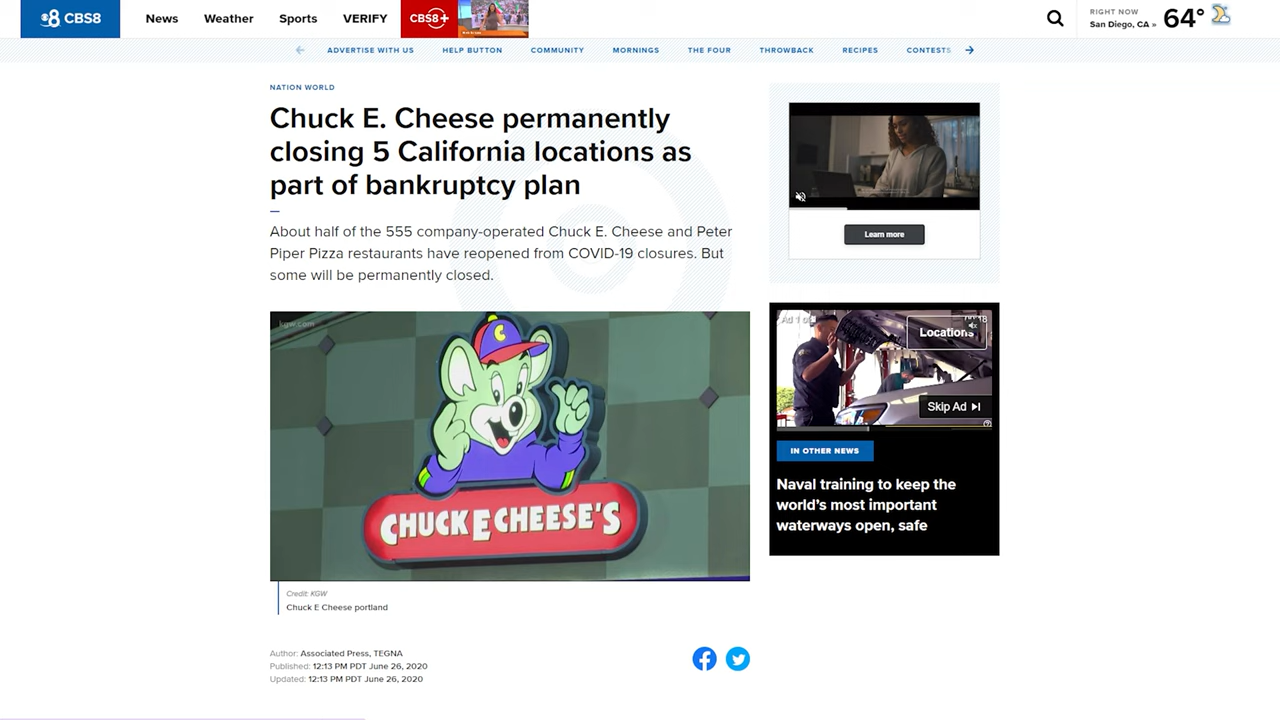 CBS8
News
Weather
Sports
VERIFY
CBS8+
RIGHT NOW
San Diego, CA »
64°
ADVERTISE WITH US
HELP BUTTON
COMMUNITY
MORNINGS
THE FOUR
THROWBACK
RECIPES
CONTESTS
NATION WORLD
Chuck E. Cheese permanently
closing 5 California locations as
part of bankruptcy plan
About half of the 555 company-operated Chuck E. Cheese and Peter
Piper Pizza restaurants have reopened from COVID-19 closures. But
some will be permanently closed.
kgw.com
C
CHUCK E CHEESE'S
Credit: KGW
Chuck E Cheese portland
Author: Associated Press, TEGNA
Published: 12:13 PM PDT June 26, 2020
Updated: 12:13 PM PDT June 26, 2020
Learn more
Ad 1 of
Locations
Skip Ad
IN OTHER NEWS
Naval training to keep the
world's most important
waterways open, safe